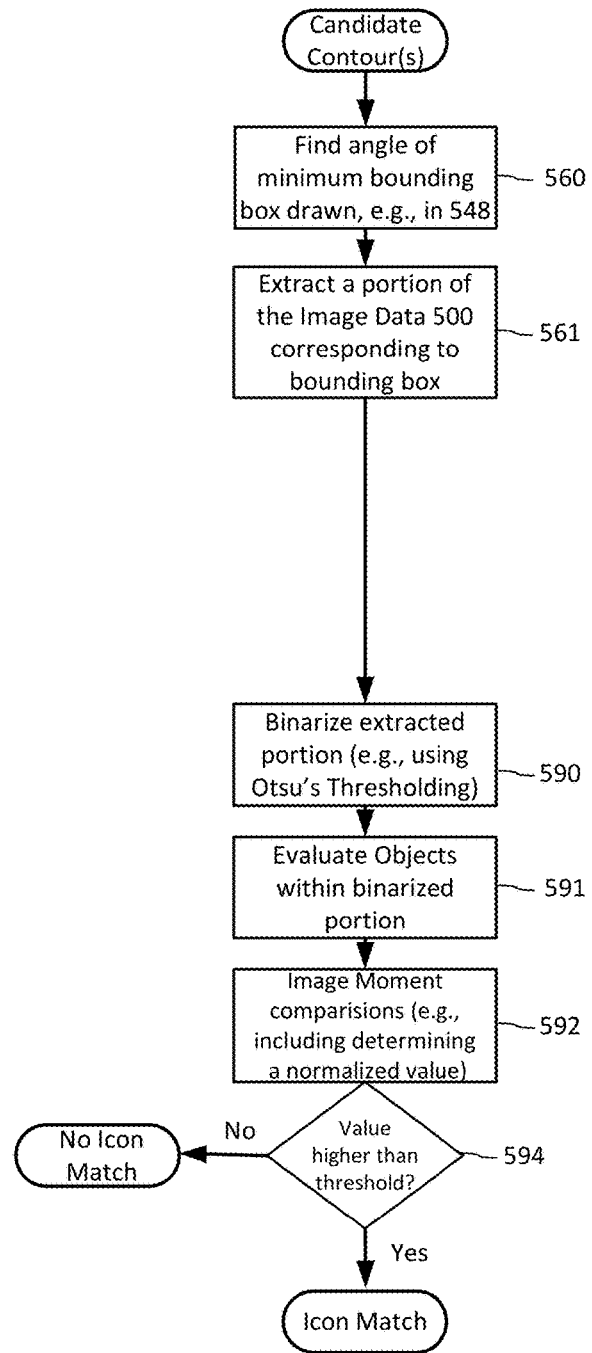 Candidate
Contour(s)
Find angle of
minimum bounding
box drawn, e.g., in 548
560
Extract a portion of
the Image Data 500
corresponding to
bounding box
561
Binarize extracted
portion (e.g., using
Otsu's Thresholding)
590
Evaluate Objects
within binarized
portion
591
Image Moment
comparisions (e.g.,
including determining
a normalized value)
592
Value
higher than
threshold?
594
No
No Icon
Match
Yes
Icon Match